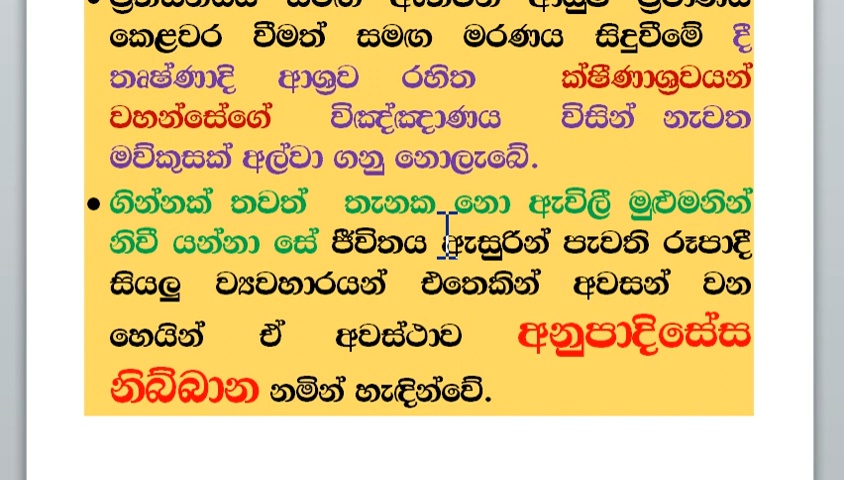 කෙළවර වීමත් සමඟ මරණය සිදුවීමේ දී
තෘෂ්ණාදි ආශ්‍රව රහිත ක්ෂීණාශ්‍රවයන්
වහන්සේගේ විඤ්ඤාණය විසින් නැවත
මව්කුසක් අල්වා ගනු නොලැබේ.
● ගින්නක් තවත් තැනක නො ඇවිලී මුළුමනින්
නිවී යන්නා සේ ජීවිතය ඇසුරින් පැවති රූපාදී
සියලු ව්‍යවහාරයන් එතෙකින් අවසන් වන
හෙයින් ඒ අවස්ථාව අනුපාදිසේස
නිබ්බාන නමින් හැඳින්වේ.